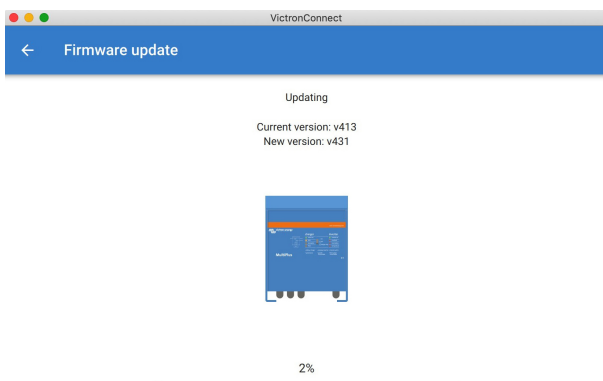 VictronConnect
Firmware update
Updating
Current version: v413
New version: v431
MultiPlus
2%